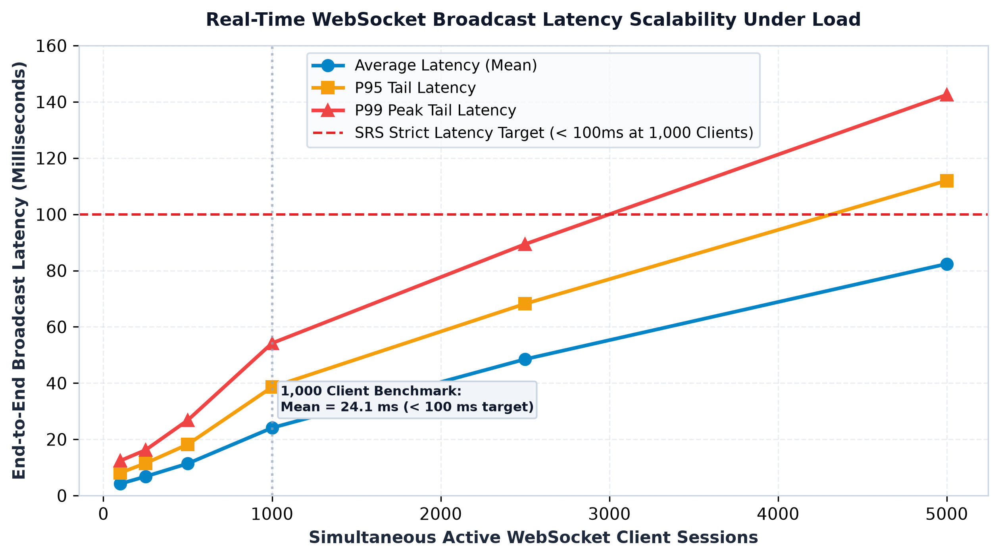 Real-Time WebSocket Broadcast Latency Scalability Under Load
End-to-End Broadcast Latency (Milliseconds)
160
140
120
100
80
60
40
20
0
Average Latency (Mean)
P95 Tail Latency
P99 Peak Tail Latency
SRS Strict Latency Target (< 100ms at 1,000 Clients)
1,000 Client Benchmark:
Mean = 24.1 ms (< 100 ms target)
0 1000 2000 3000 4000 5000
Simultaneous Active WebSocket Client Sessions